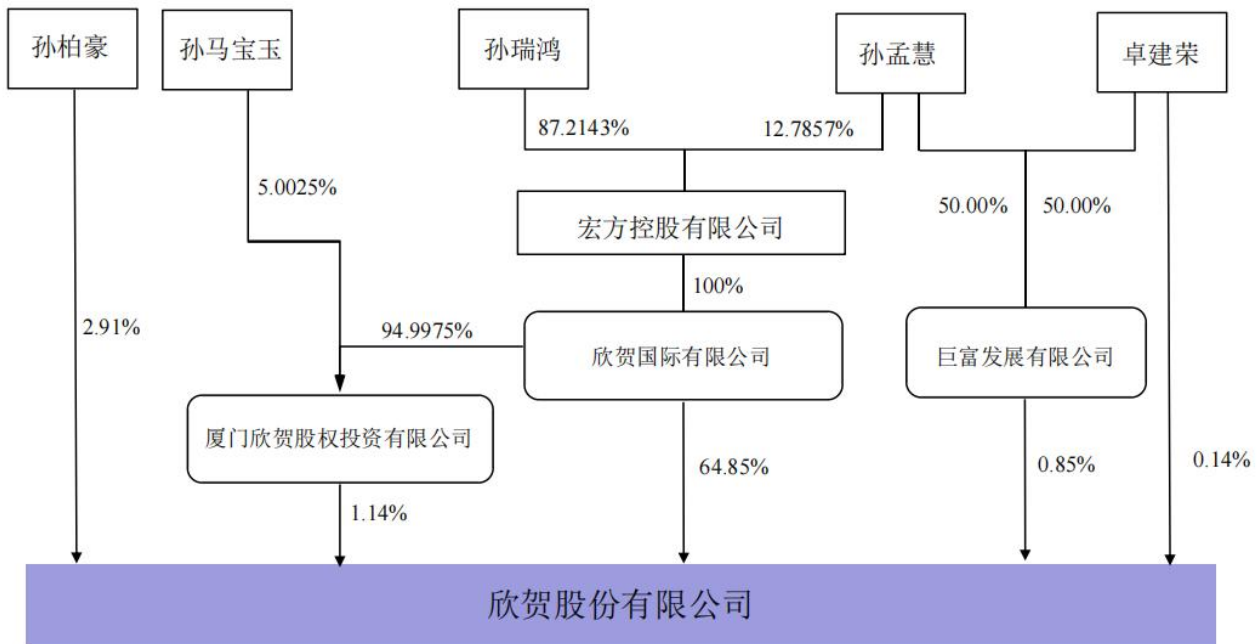 孙柏豪
孙马宝玉
孙瑞鸿
孙孟慧
卓建荣
87.2143%
12.7857%
5.0025%
宏方控股有限公司
50.00%
50.00%
100%
2.91%
94.9975%
欣贺国际有限公司
巨富发展有限公司
厦门欣贺股权投资有限公司
64.85%
0.85%
0.14%
1.14%
欣贺股份有限公司